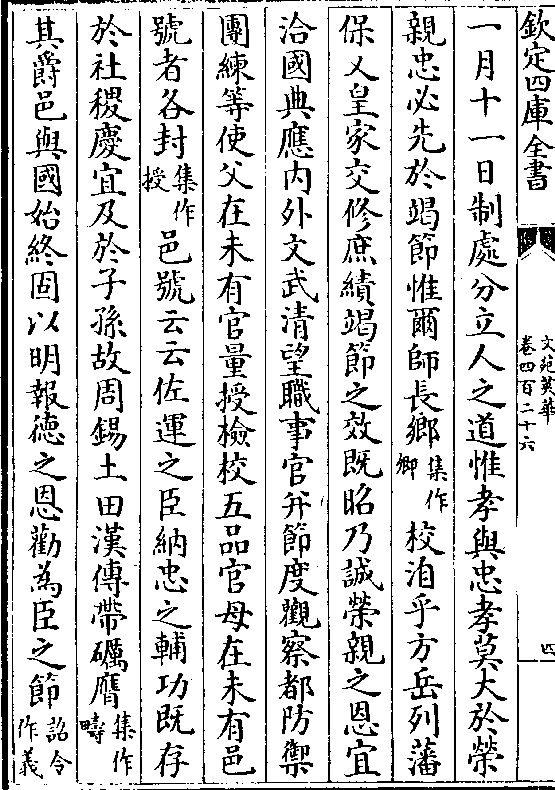 欽定四庫全書
文苑英華
卷四百二十六
四
一月十一日制處分立人之道惟孝與忠孝莫大於榮
親忠必先於竭節惟爾師長鄉集作卿校洎乎方岳列藩
保乂皇家交修庶績竭節之效既昭乃誠榮親之恩宜
洽國典應內外文武清望職事官并節度觀察都防禦
團練等使父在未有官量授檢校五品官母在未有邑
號者各封集作授邑號云云佐運之臣納忠之輔功既存
於社稷慶宜及於子孫故周錫土田漢傳帶礪膺集作疇
其爵邑與國始終固以明報德之恩勸為臣之節詔令作義